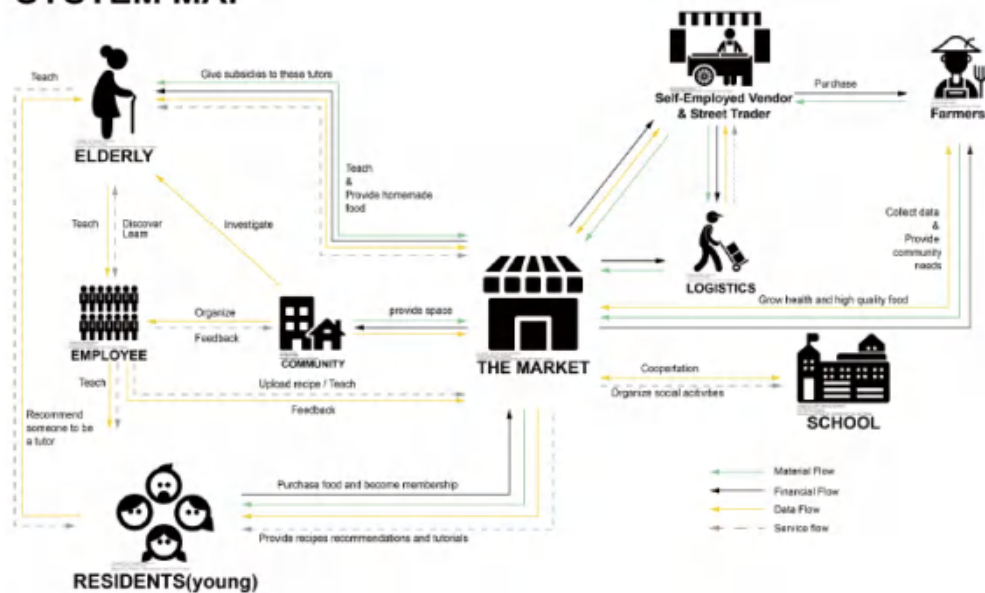 SYSTEM MAP
Teach
Give subsidies to these tutors
Purchase
Self-Employed Vendor
& Street Trader
Farmers
ELDERLY
Teach
&
Provide homemade
food
Teach
Discover
Learn
Investigate
Collect data
&
Provide
community
needs
LOGISTICS
Grow health and high quality food
Organize
provide space
Feedback
EMPLOYEE
COMMUNITY
THE MARKET
Teach
Upload recipe / Teach
Feedback
Coopertation
Organize social activities
SCHOOL
Recommend
someone to be
a tutor
Material Flow
Financial Flow
Data Flow
Service flow
Purchase food and become membership
Provide recipes recommendations and tutorials
RESIDENTS(young)